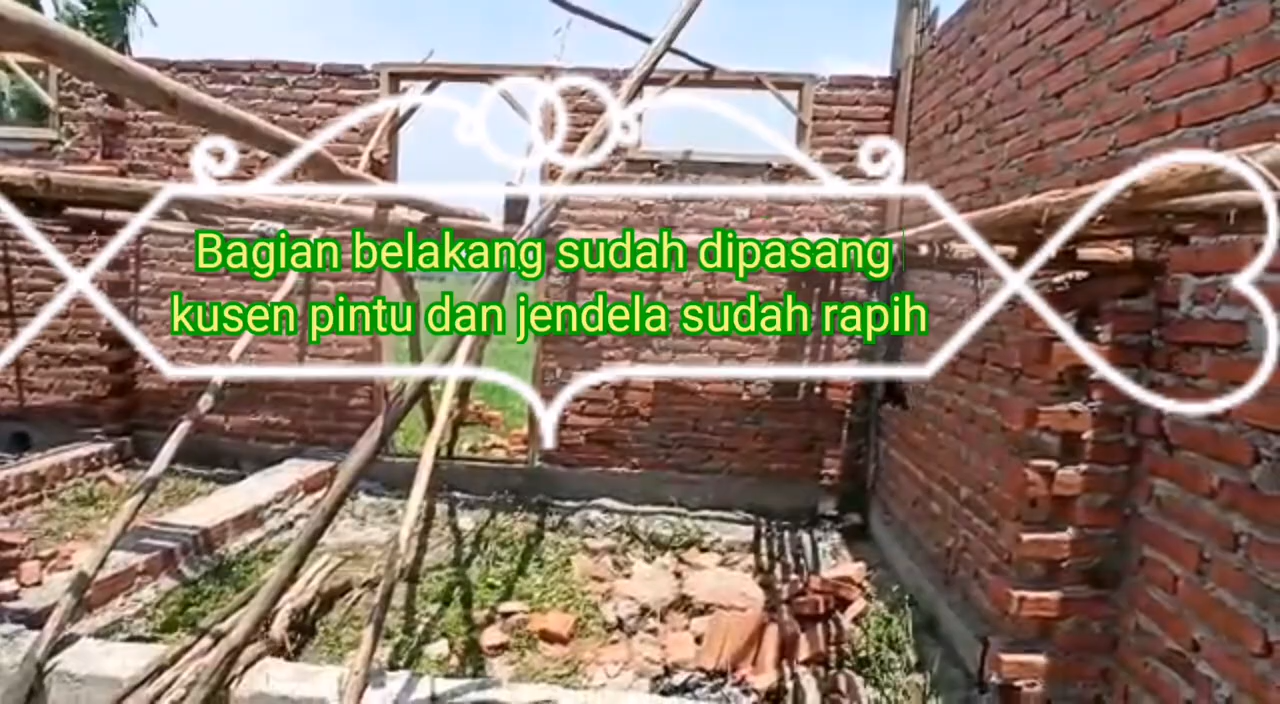 Bagian belakang sudah dipasang
kusen pintu dan jendela sudah rapih